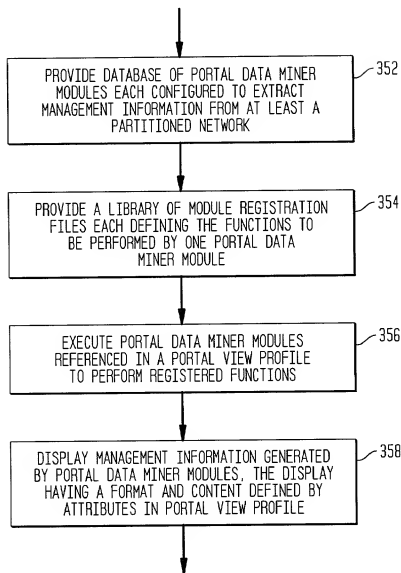 PROVIDE DATABASE OF PORTAL DATA MINER
MODULES EACH CONFIGURED TO EXTRACT
MANAGEMENT INFORMATION FROM AT LEAST A
PARTITIONED NETWORK
352
PROVIDE A LIBRARY OF MODULE REGISTRATION
FILES EACH DEFINING THE FUNCTIONS TO
BE PERFORMED BY ONE PORTAL DATA
MINER MODULE
354
EXECUTE PORTAL DATA MINER MODULES
REFERENCED IN A PORTAL VIEW PROFILE
TO PERFORM REGISTERED FUNCTIONS
356
DISPLAY MANAGEMENT INFORMATION GENERATED
BY PORTAL DATA MINER MODULES, THE DISPLAY
HAVING A FORMAT AND CONTENT DEFINED BY
ATTRIBUTES IN PORTAL VIEW PROFILE
358